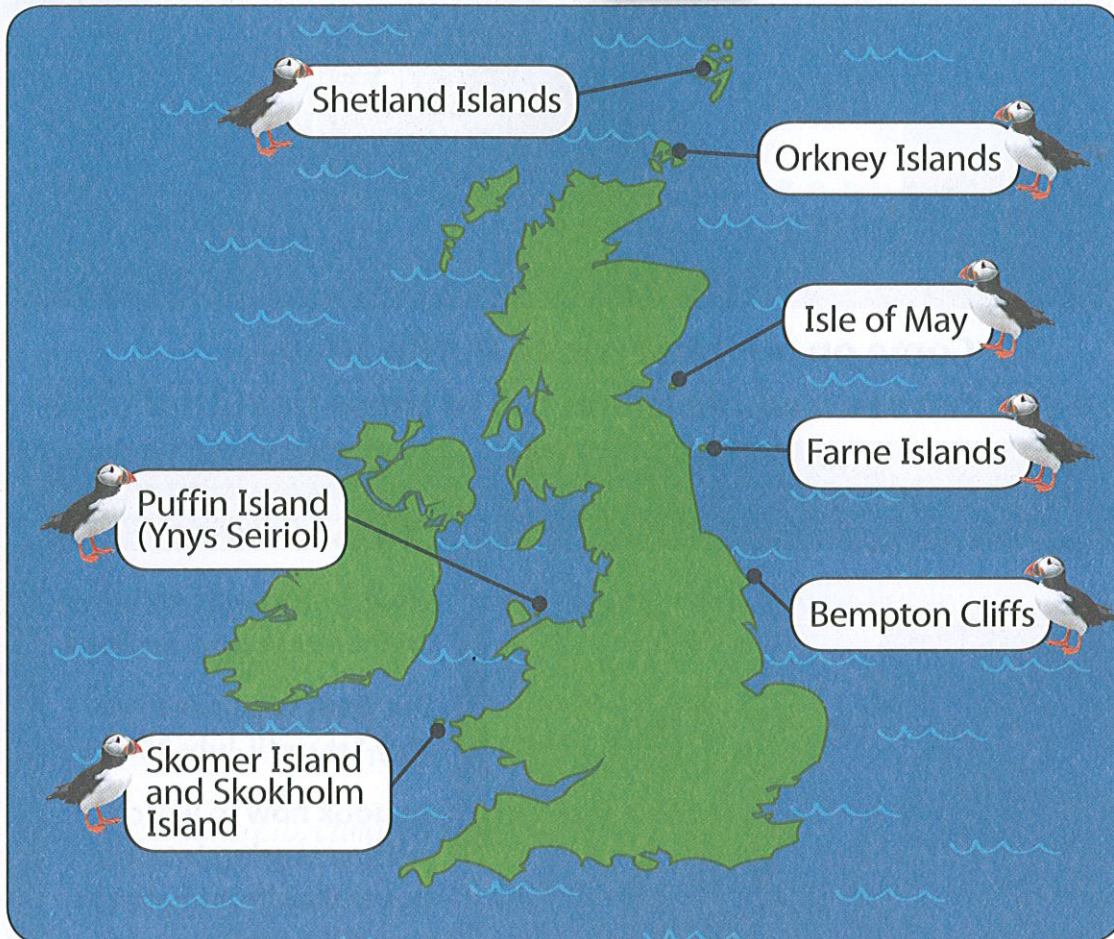 Shetland Islands
Orkney Islands
Isle of May
Farne Islands
Puffin Island
(Ynys Seiriol)
Bempton Cliffs
Skomer Island
and Skokholm
Island